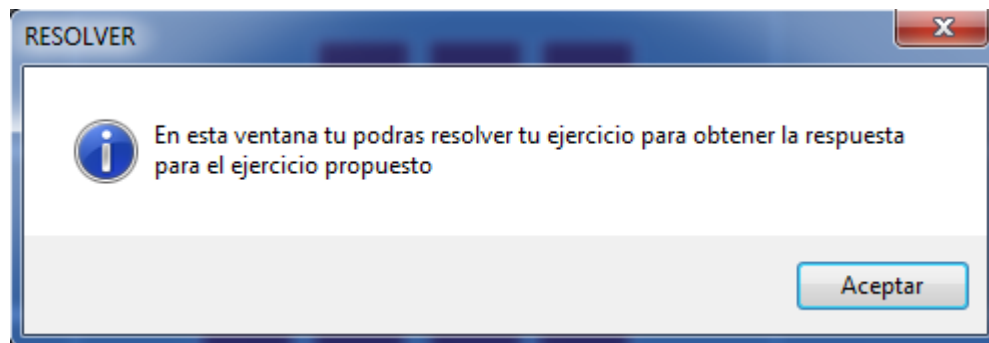 RESOLVER
En esta ventana tu podras resolver tu ejercicio para obtener la respuesta
para el ejercicio propuesto
Aceptar